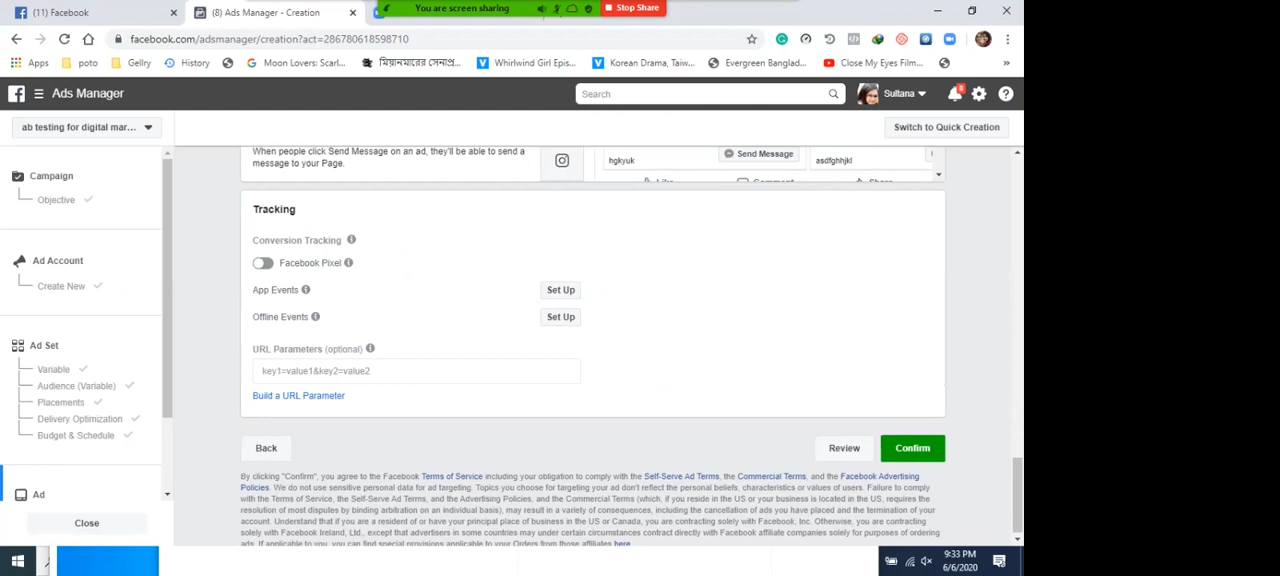 (11) Facebook
(8) Ads Manager - Creation
You are screen sharing
Stop Share
facebook.com/adsmanager/creation?act=286780618598710
Apps
poto
Gellry
History
Moon Lovers: Scarl...
মিয়ানমারের সেনাপ্র...
Whirlwind Girl Epis...
Korean Drama, Taiw...
Evergreen Banglad...
Close My Eyes Film...
»
Ads Manager
Search
Sultana
8
ab testing for digital mar...
Switch to Quick Creation
Campaign
Objective
Ad Account
Create New
Ad Set
Variable
Audience (Variable)
Placements
Delivery Optimization
Budget & Schedule
Ad
Close
When people click Send Message on an ad, they'll be able to send a
message to your Page.
hgkyuk
Send Message
asdfghhjkl
Like
Comment
Share
Tracking
Conversion Tracking
Facebook Pixel
App Events
Set Up
Offline Events
Set Up
URL Parameters (optional)
key1=value1&key2=value2
Build a URL Parameter
Back
Review
Confirm
By clicking "Confirm", you agree to the Facebook Terms of Service including your obligation to comply with the Self-Serve Ad Terms, the Commercial Terms, and the Facebook Advertising
Policies. We do not use sensitive personal data for ad targeting. Topics you choose for targeting your ad don't reflect the personal beliefs, characteristics or values of users. Failure to comply
with the Terms of Service, the Self-Serve Ad Terms, and the Advertising Policies, and the Commercial Terms (which, if you reside in the US or your business is located in the US, requires the
resolution of most disputes by binding arbitration on an individual basis), may result in a variety of consequences, including the cancellation of ads you have placed and the termination of your
account. Understand that if you are a resident of or have your principal place of business in the US or Canada, you are contracting solely with Facebook, Inc. Otherwise, you are contracting
solely with Facebook Ireland, Ltd., except that advertisers in some countries may under certain circumstances contract directly with Facebook affiliate companies solely for purposes of ordering
ads. If applicable to you, you can find special provisions applicable to your Orders from those affiliates here.
9:33 PM
6/6/2020